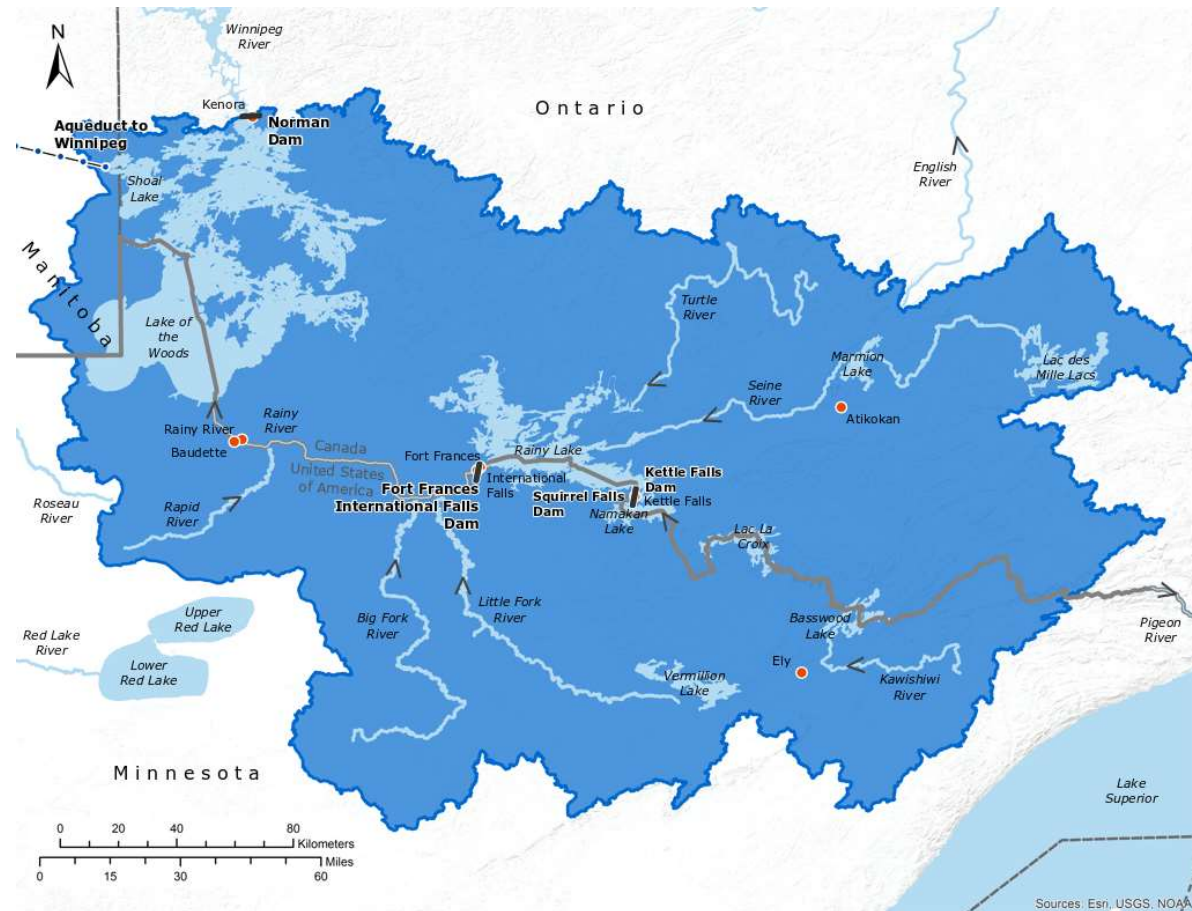 Winnipeg
River
N
Kenora
Ontario
Norman
Dam
Aqueduct to
Winnipeg
Shoal
Lake
English
River
Manitoba
Turtle
River
Lake of
the
Woods
Marmion
Lake
Lac des
Mille Lacs
Seine
River
Atikokan
Rainy River
Rainy
River
Baudette
Canada
United States
of America
Fort Frances
Rainy Lake
International
Falls
Fort Frances
International Falls
Dam
Squirrel Falls
Dam
Kettle Falls
Dam
Kettle Falls
Namakan
Lake
Roseau
River
Rapid
River
Lac La
Croix
Big Fork
River
Little Fork
River
Basswood
Lake
Pigeon
River
Upper
Red Lake
Red Lake
River
Lower
Red Lake
Ely
Kawishiwi
River
Vermillion
Lake
Minnesota
Lake
Superior
0 20 40 80
Kilometers
Miles
0 15 30 60
Sources: Esri, USGS, NOAA